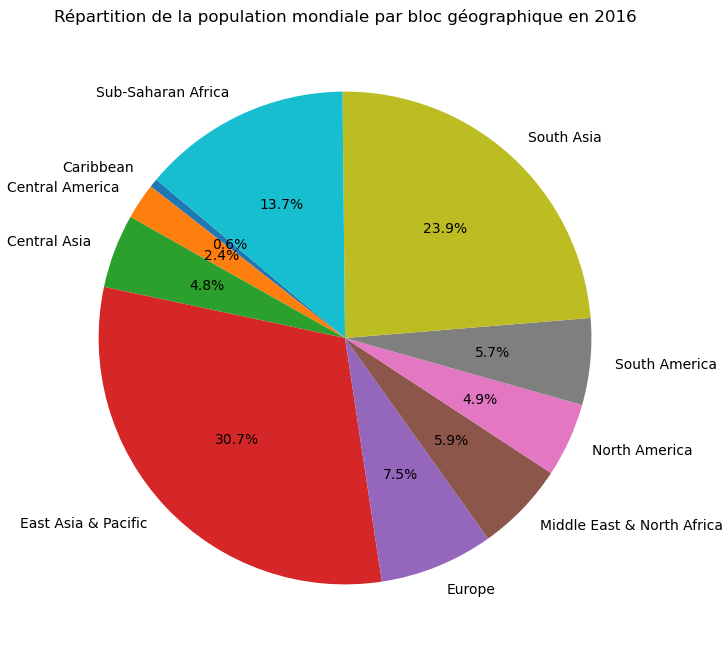 Répartition de la population mondiale par bloc géographique en 2016
Sub-Saharan Africa
South Asia
Caribbean
Central America
Central Asia
East Asia & Pacific
Europe
Middle East & North Africa
North America
South America
13.7%
23.9%
0.6%
2.4%
4.8%
30.7%
7.5%
5.9%
4.9%
5.7%